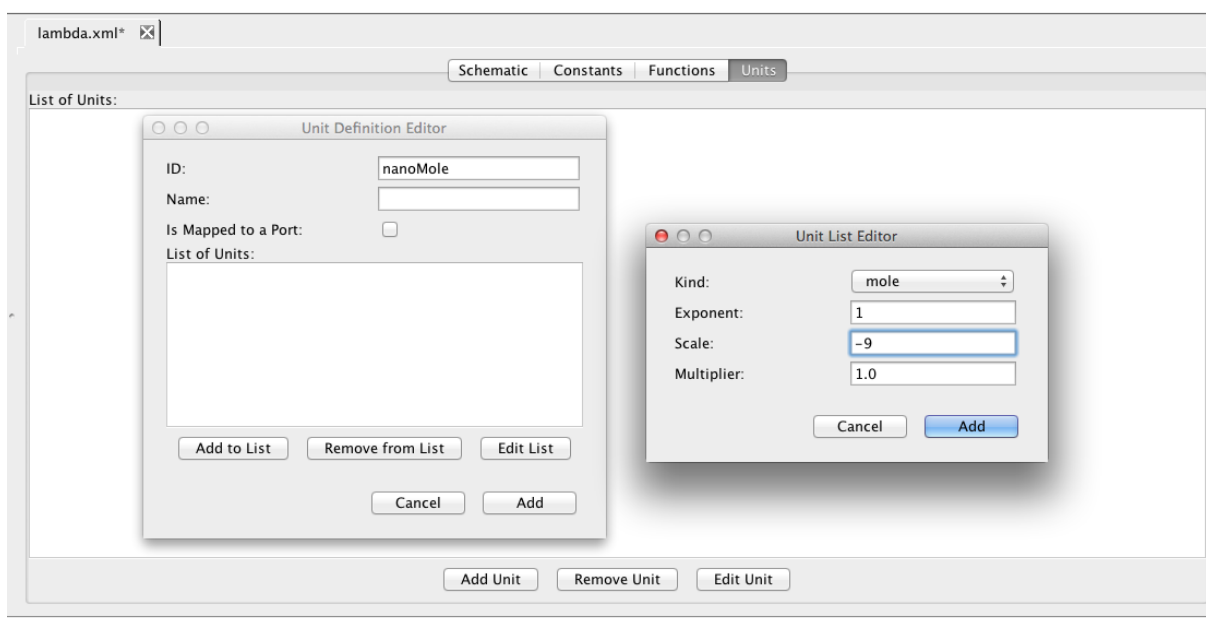 lambda.xml*
Schematic Constants Functions Units
List of Units:
Unit Definition Editor
ID: nanoMole
Name:
Is Mapped to a Port:
List of Units:
Add to List Remove from List Edit List
Cancel Add
Unit List Editor
Kind: mole
Exponent: 1
Scale: -9
Multiplier: 1.0
Cancel Add
Add Unit Remove Unit Edit Unit